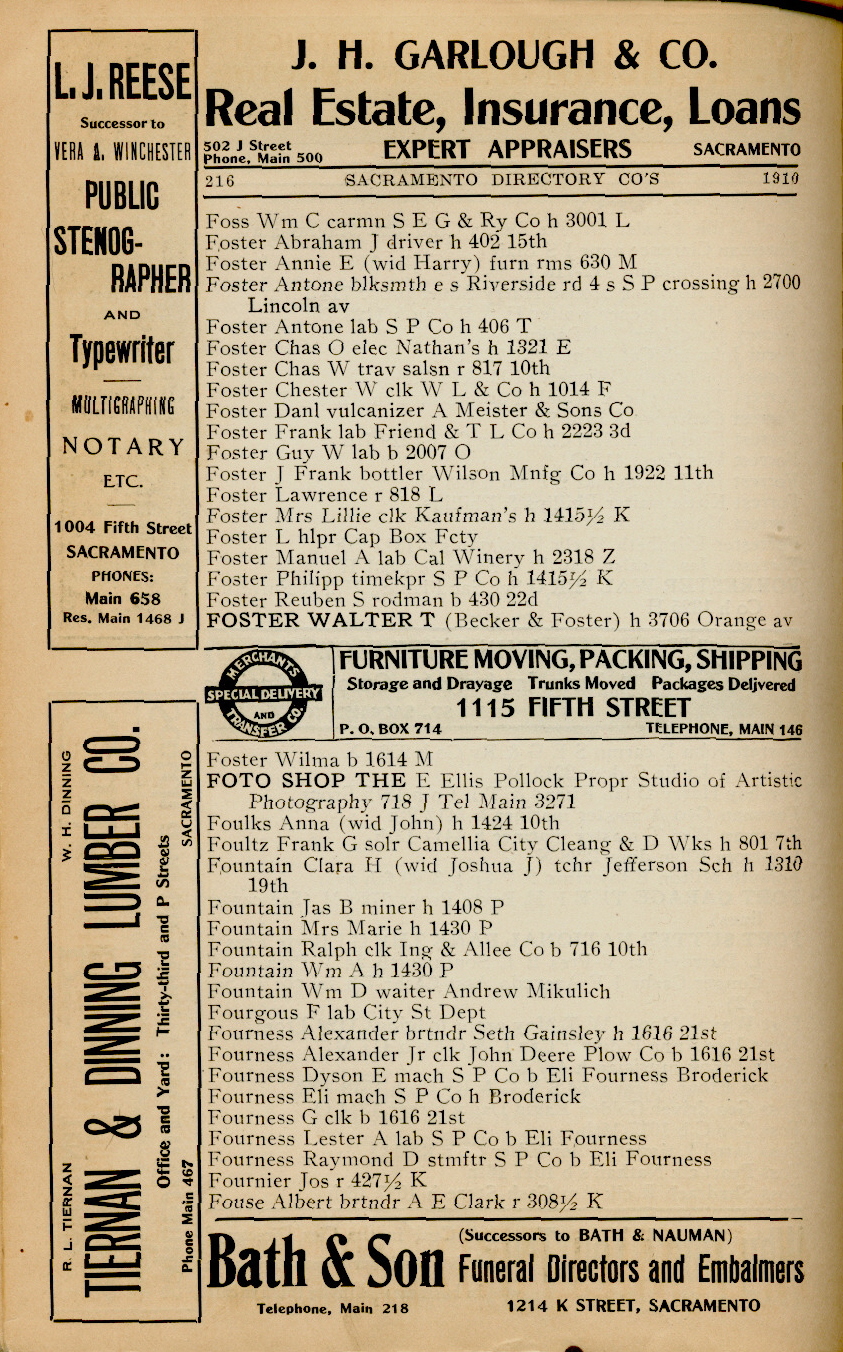 L. J. REESE
Successor to
VERA A. WINCHESTER
PUBLIC
STENOG-
RAPHER
AND
Typewriter
MULTIGRAPHING
NOTARY
ETC.
1004 Fifth Street
SACRAMENTO
PHONES:
Main 658
Res. Main 1468 J
J. H. GARLOUGH & CO.
Real Estate, Insurance, Loans
502 J Street
Phone, Main 500
EXPERT APPRAISERS
SACRAMENTO
216 SACRAMENTO DIRECTORY CO'S 1910
Foss Wm C carmn S E G & Ry Co h 3001 L
Foster Abraham J driver h 402 15th
Foster Annie E (wid Harry) furn rms 630 M
Foster Antone blksmth e s Riverside rd 4 s S P crossing h 2700
Lincoln av
Foster Antone lab S P Co h 406 T
Foster Chas O elec Nathan's h 1321 E
Foster Chas W trav salsn r 817 10th
Foster Chester W clk W L & Co h 1014 F
Foster Danl vulcanizer A Meister & Sons Co
Foster Frank lab Friend & T L Co h 2223 3d
Foster Guy W lab b 2007 O
Foster J Frank bottler Wilson Mnfg Co h 1922 11th
Foster Lawrence r 818 L
Foster Mrs Lillie clk Kaufman's h 1415½ K
Foster L hlpr Cap Box Fcty
Foster Manuel A lab Cal Winery h 2318 Z
Foster Philipp timekpr S P Co h 1415½ K
Foster Reuben S rodman b 430 22d
FOSTER WALTER T (Becker & Foster) h 3706 Orange av
MERCHANTS
SPECIAL DELIVERY
AND
TRANSFER CO.
FURNITURE MOVING, PACKING, SHIPPING
Storage and Drayage Trunks Moved Packages Delivered
1115 FIFTH STREET
P. O. BOX 714 TELEPHONE, MAIN 146
Foster Wilma b 1614 M
FOTO SHOP THE E Ellis Pollock Propr Studio of Artistic
Photography 718 J Tel Main 3271
Foulks Anna (wid John) h 1424 10th
Foultz Frank G solr Camellia City Cleang & D Wks h 801 7th
Fountain Clara H (wid Joshua J) tchr Jefferson Sch h 1310
19th
Fountain Jas B miner h 1408 P
Fountain Mrs Marie h 1430 P
Fountain Ralph clk Ing & Allee Co b 716 10th
Fountain Wm A h 1430 P
Fountain Wm D waiter Andrew Mikulich
Fourgous F lab City St Dept
Fourness Alexander brtndr Seth Gainsley h 1616 21st
Fourness Alexander Jr clk John Deere Plow Co b 1616 21st
Fourness Dyson E mach S P Co b Eli Fourness Broderick
Fourness Eli mach S P Co h Broderick
Fourness G clk b 1616 21st
Fourness Lester A lab S P Co b Eli Fourness
Fourness Raymond D stmftr S P Co b Eli Fourness
Fournier Jos r 427½ K
Fouse Albert brtndr A E Clark r 308½ K
R. L. TIERNAN W. H. DINNING
TIERNAN & DINNING LUMBER CO.
Office and Yard: Thirty-third and P Streets
Phone Main 467 SACRAMENTO
Bath & Son
(Successors to BATH & NAUMAN)
Funeral Directors and Embalmers
Telephone, Main 218
1214 K STREET, SACRAMENTO